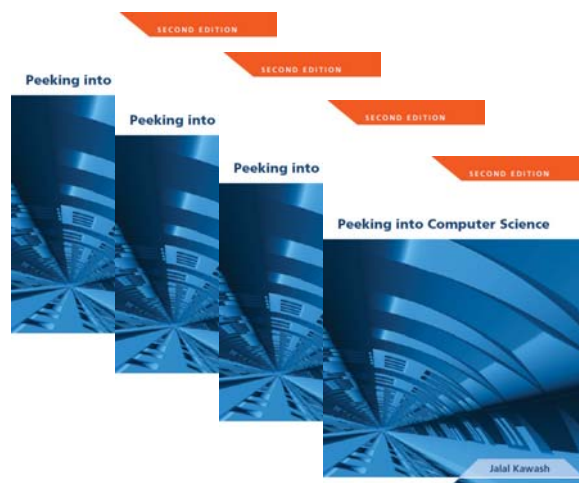 SECOND EDITION
Peeking into
SECOND EDITION
Peeking into
SECOND EDITION
Peeking into
SECOND EDITION
Peeking into Computer Science
Jalal Kawash